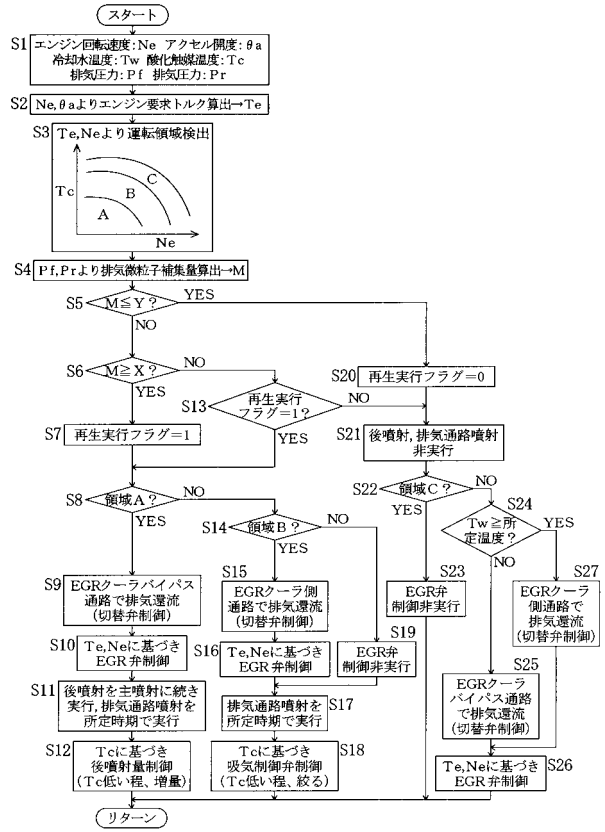 スタート
S1
エンジン回転速度:Ne アクセル開度:θa
冷却水温度:Tw 酸化触媒温度:Tc
排気圧力:Pf 排気圧力:Pr
S2
Ne,θaよりエンジン要求トルク算出→Te
S3
Te,Neより運転領域検出
Tc
A
B
C
Ne
S4
Pf,Prより排気微粒子補集量算出→M
S5
M≦Y?
YES
NO
S6
M≧X?
NO
YES
S7
再生実行フラグ=1
S13
再生実行
フラグ=1?
NO
YES
S20
再生実行フラグ=0
S21
後噴射,排気通路噴射
非実行
S8
領域A?
NO
YES
S14
領域B?
NO
YES
S22
領域C?
NO
YES
S24
Tw≧所
定温度?
YES
NO
S9
EGRクーラバイパス
通路で排気還流
(切替弁制御)
S10
Te,Neに基づき
EGR弁制御
S11
後噴射を主噴射に続き
実行,排気通路噴射を
所定時期で実行
S12
Tcに基づき
後噴射量制御
(Tc低い程、増量)
S15
EGRクーラ側
通路で排気還流
(切替弁制御)
S16
Te,Neに基づき
EGR弁制御
S19
EGR弁
制御非実行
S17
排気通路噴射を
所定時期で実行
S18
Tcに基づき
吸気制御弁制御
(Tc低い程、絞る)
S23
EGR弁
制御非実行
S27
EGRクーラ
側通路で
排気還流
(切替弁制御)
S25
EGRクーラ
バイパス通路
で排気還流
(切替弁制御)
S26
Te,Neに基づき
EGR弁制御
リターン